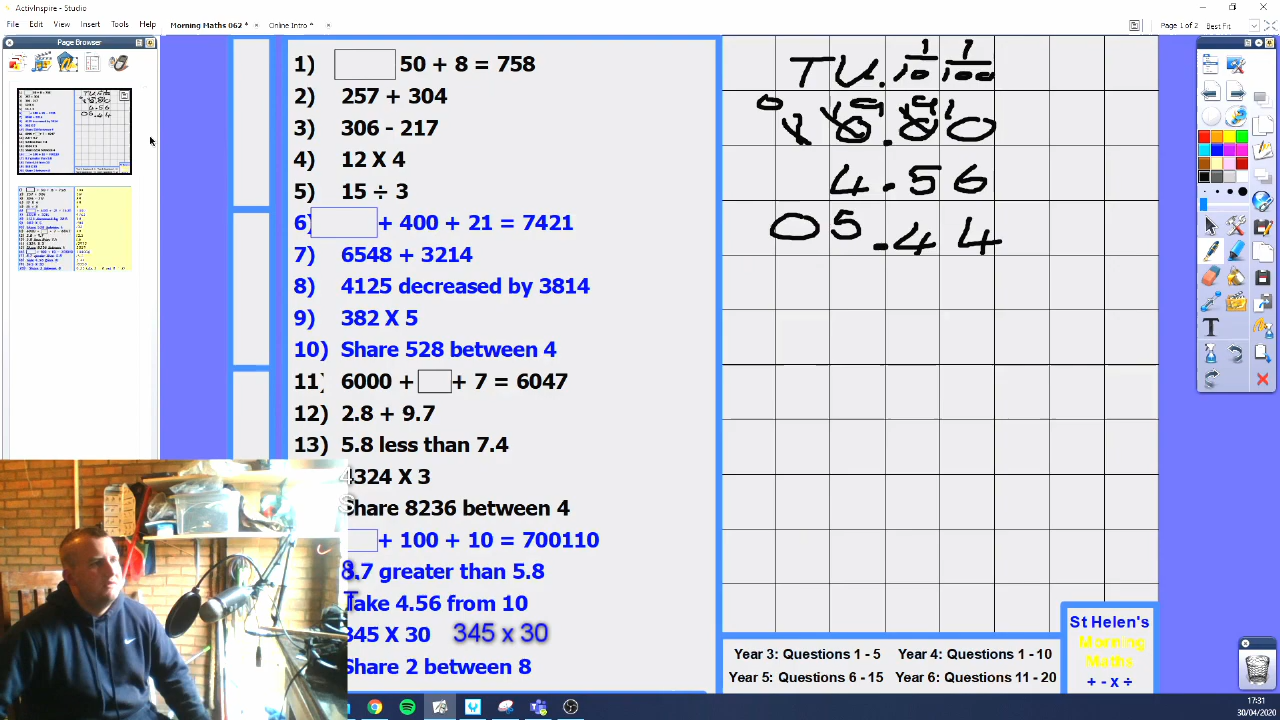 ActivInspire - Studio
File Edit View Insert Tools Help
Morning Maths 062 * Online Intro *
Page 1 of 2 Best Fit
Page Browser
1) 50 + 8 = 758
2) 257 + 304
3) 306 - 217
4) 12 X 4
5) 15 ÷ 3
6) + 400 + 21 = 7421
7) 6548 + 3214
8) 4125 decreased by 3814
9) 382 X 5
10) Share 528 between 4
11) 6000 + + 7 = 6047
12) 2.8 + 9.7
13) 5.8 less than 7.4
4324 X 3
Share 8236 between 4
+ 100 + 10 = 700110
8.7 greater than 5.8
Take 4.56 from 10
345 X 30 345 x 30
Share 2 between 8
T U . 1/10 1/100
4.56
05.44
Year 3: Questions 1 - 5 Year 4: Questions 1 - 10
Year 5: Questions 6 - 15 Year 6: Questions 11 - 20
St Helen's
Morning
Maths
+ - x ÷
T
17:31
30/04/2020